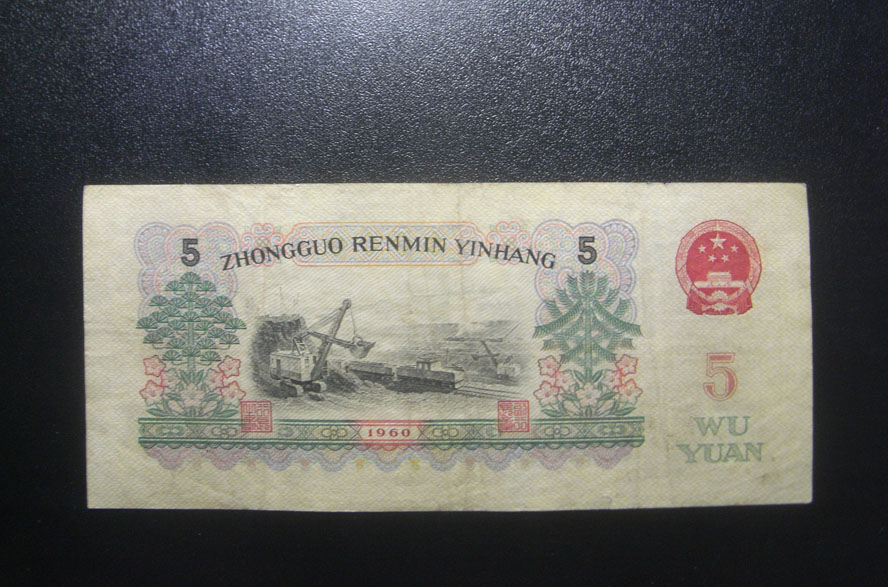 5 ZHONGGUO RENMIN YINHANG 5
5
WU
YUAN
1960